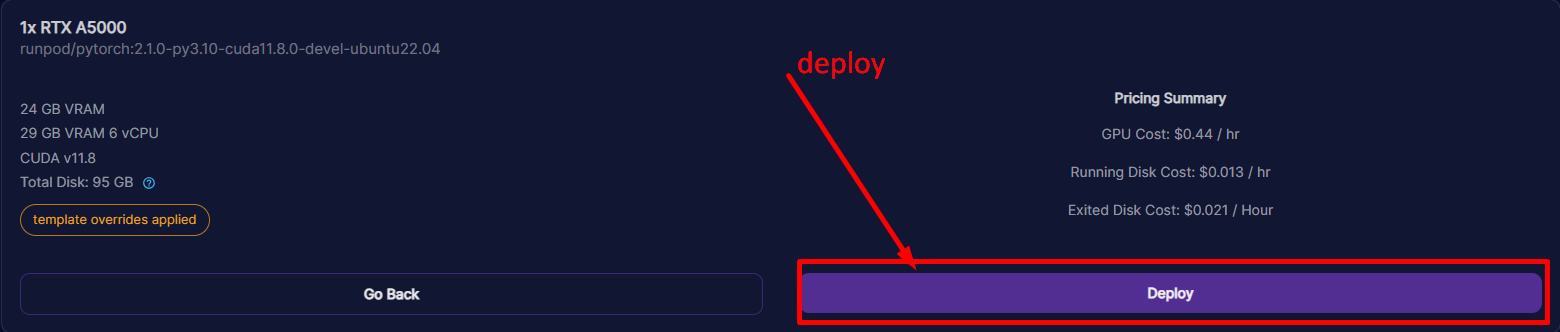 1x RTX A5000
runpod/pytorch:2.1.0-py3.10-cuda11.8.0-devel-ubuntu22.04
24 GB VRAM
29 GB VRAM 6 vCPU
CUDA v11.8
Total Disk: 95 GB
template overrides applied
deploy
Pricing Summary
GPU Cost: $0.44 / hr
Running Disk Cost: $0.013 / hr
Exited Disk Cost: $0.021 / Hour
Go Back
Deploy